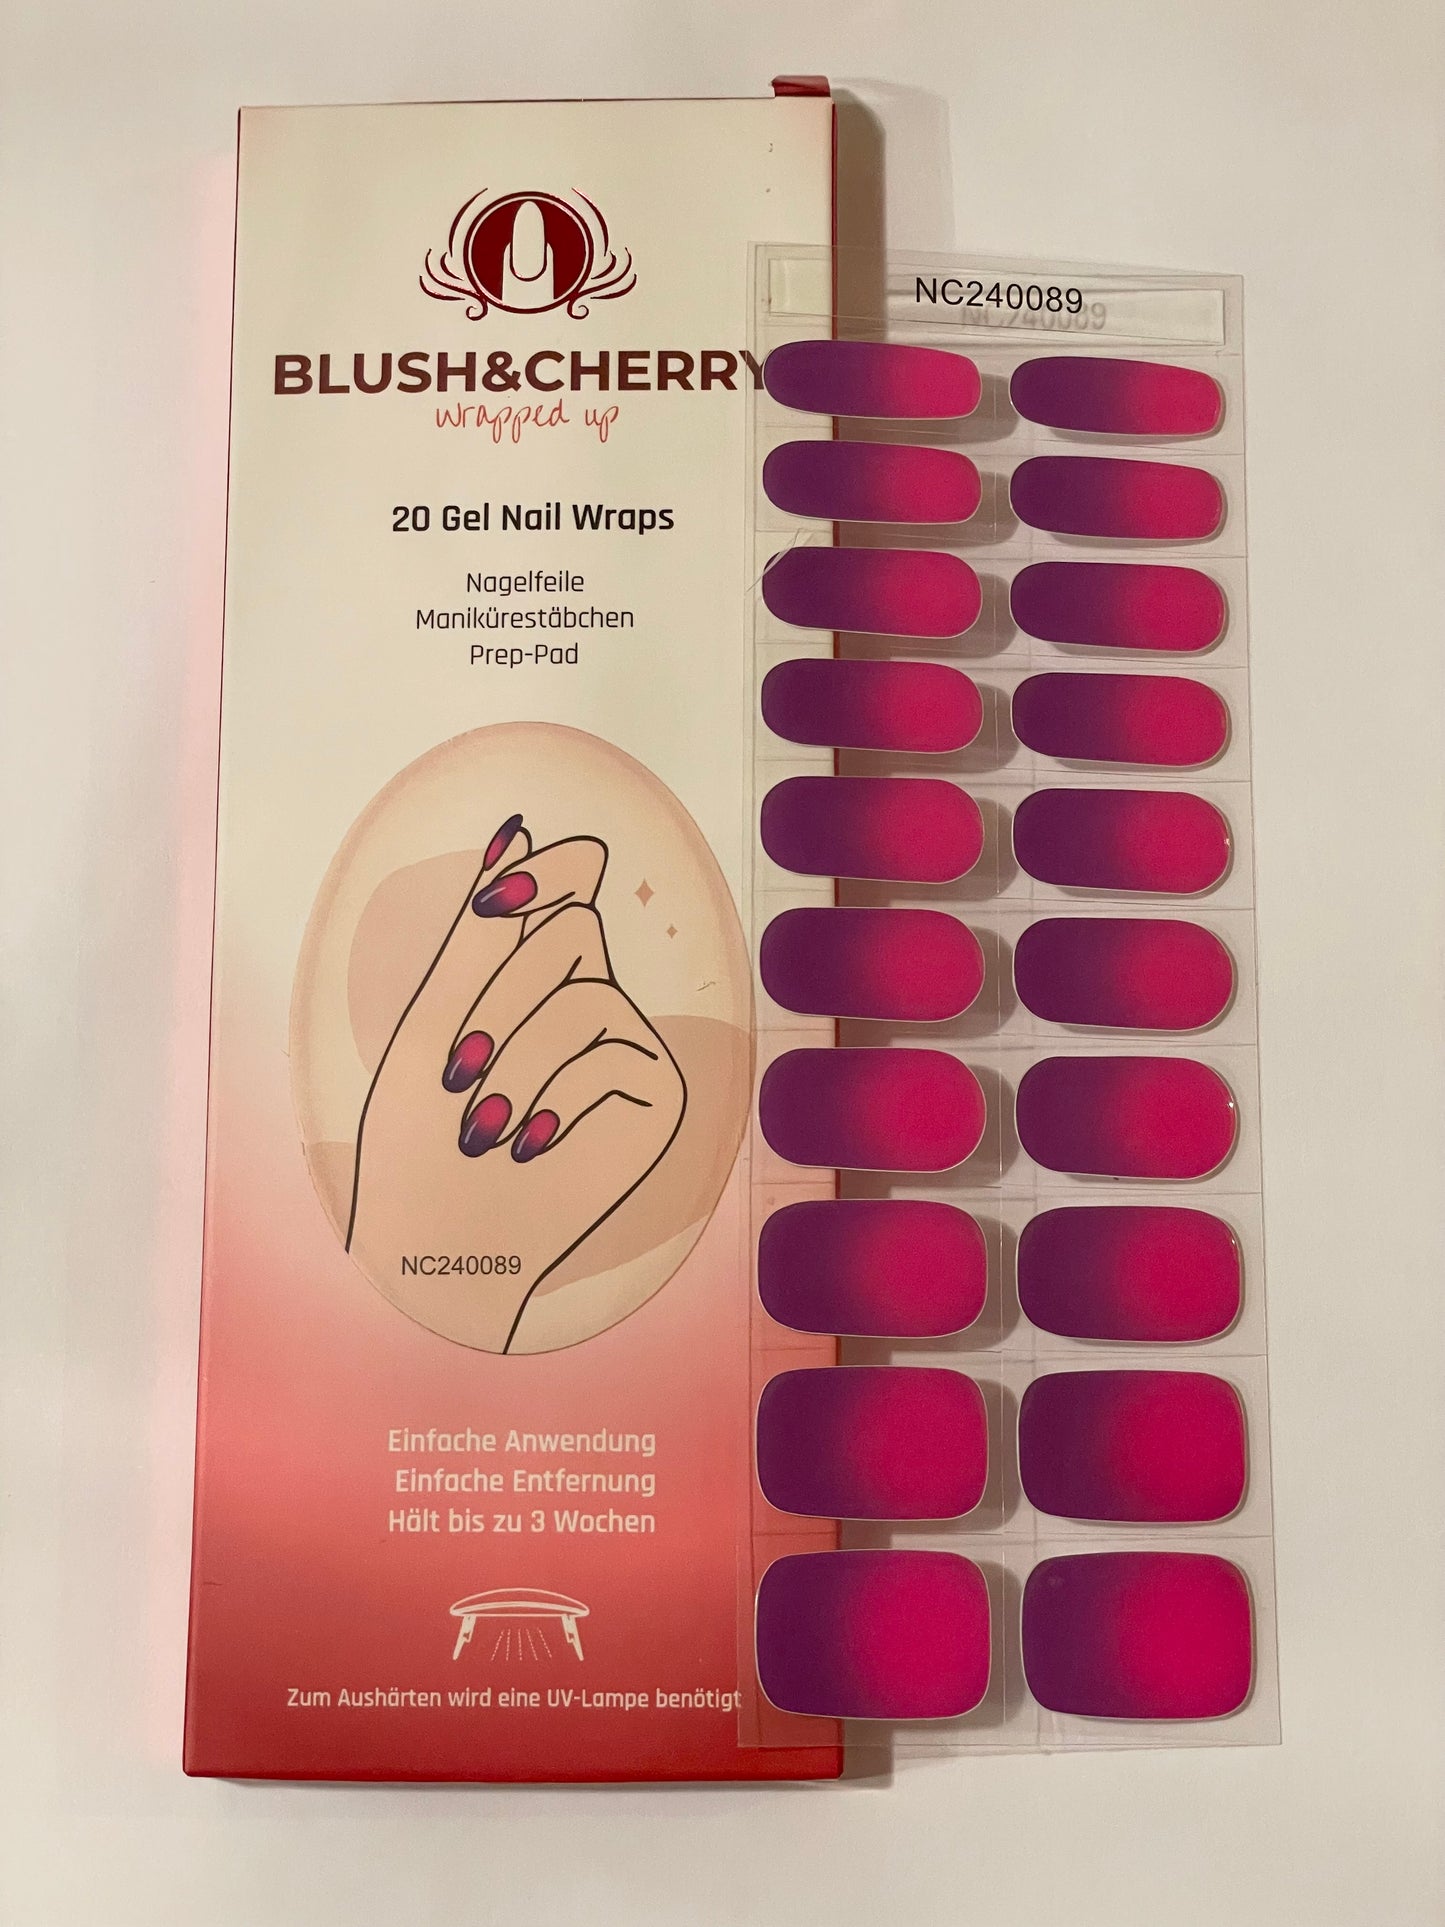 BLUSH&CHERRY
wrapped up
20 Gel Nail Wraps
Nagelfeile
Manikürestäbchen
Prep-Pad
NC240089
Einfache Anwendung
Einfache Entfernung
Hält bis zu 3 Wochen
Zum Aushärten wird eine UV-Lampe benötigt
NC240089